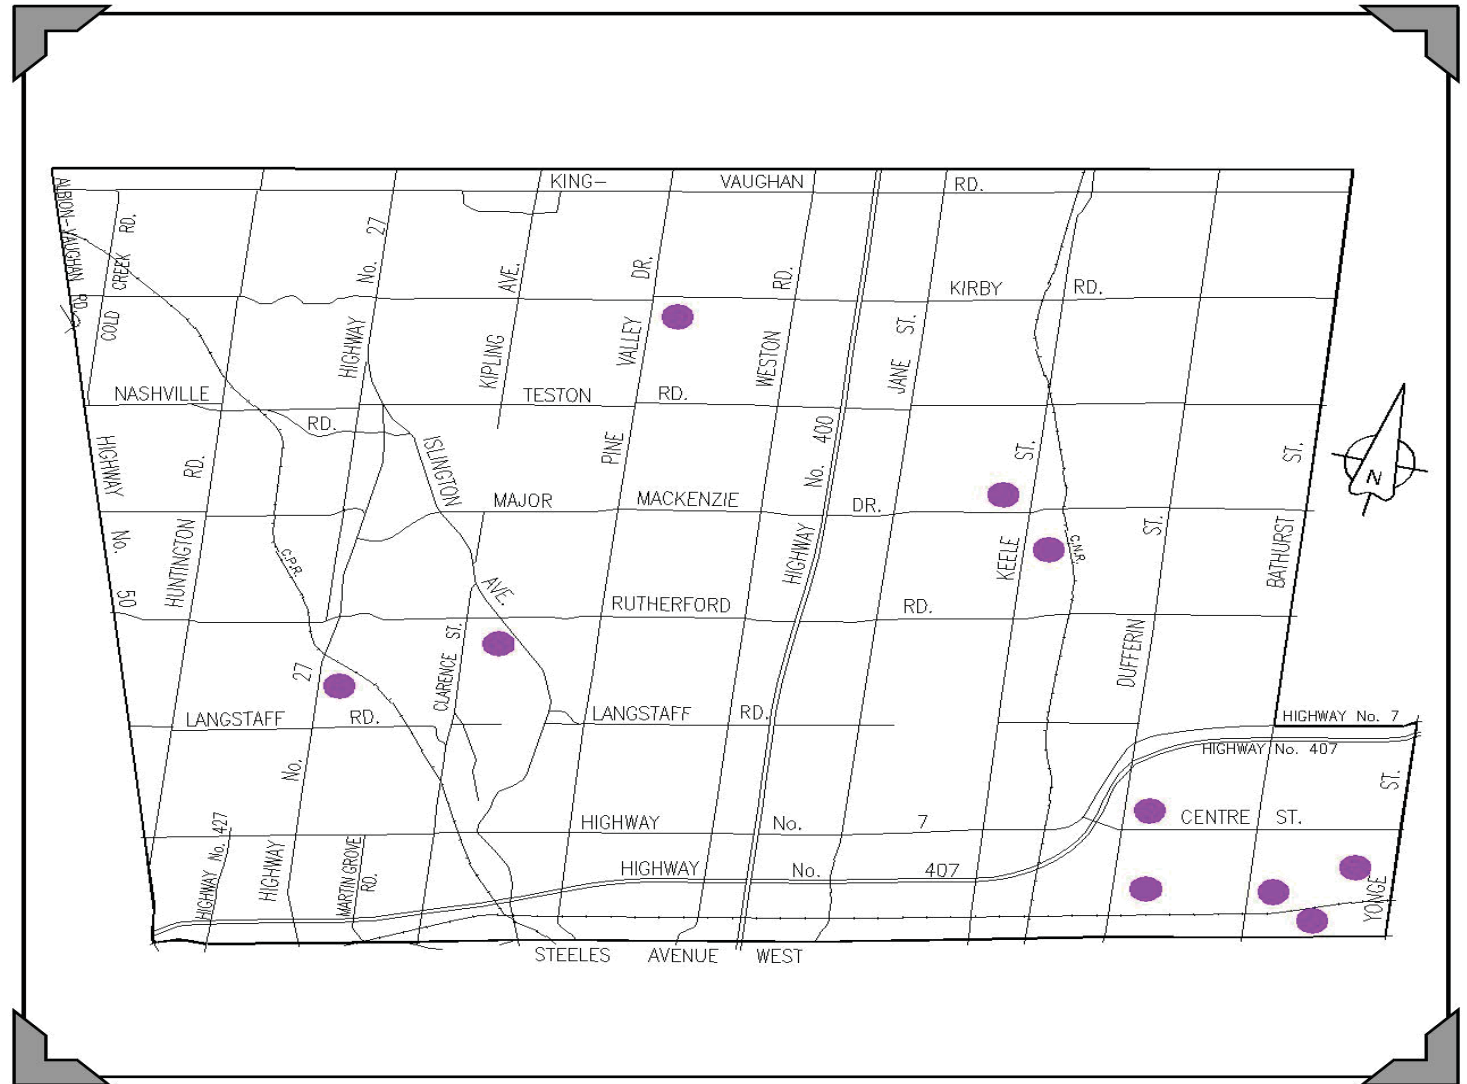 KING– VAUGHAN RD.
ALBION–VAUGHAN RD.
COLD CREEK RD.
HIGHWAY No. 27
KIPLING AVE.
PINE VALLEY DR.
WESTON RD.
JANE ST.
KIRBY RD.
NASHVILLE RD.
TESTON RD.
HIGHWAY No. 50
HUNTINGTON RD.
C.P.R.
ISLINGTON AVE.
MAJOR MACKENZIE DR.
HIGHWAY No. 400
KEELE ST.
C.N.R.
DUFFERIN ST.
BATHURST ST.
N
RUTHERFORD RD.
CLARENCE ST.
LANGSTAFF RD.
LANGSTAFF RD.
HIGHWAY No. 27
HIGHWAY No. 7
HIGHWAY No. 407
CENTRE ST.
YONGE ST.
HIGHWAY No. 7
HIGHWAY No. 427
MARTIN GROVE RD.
HIGHWAY No. 407
STEELES AVENUE WEST